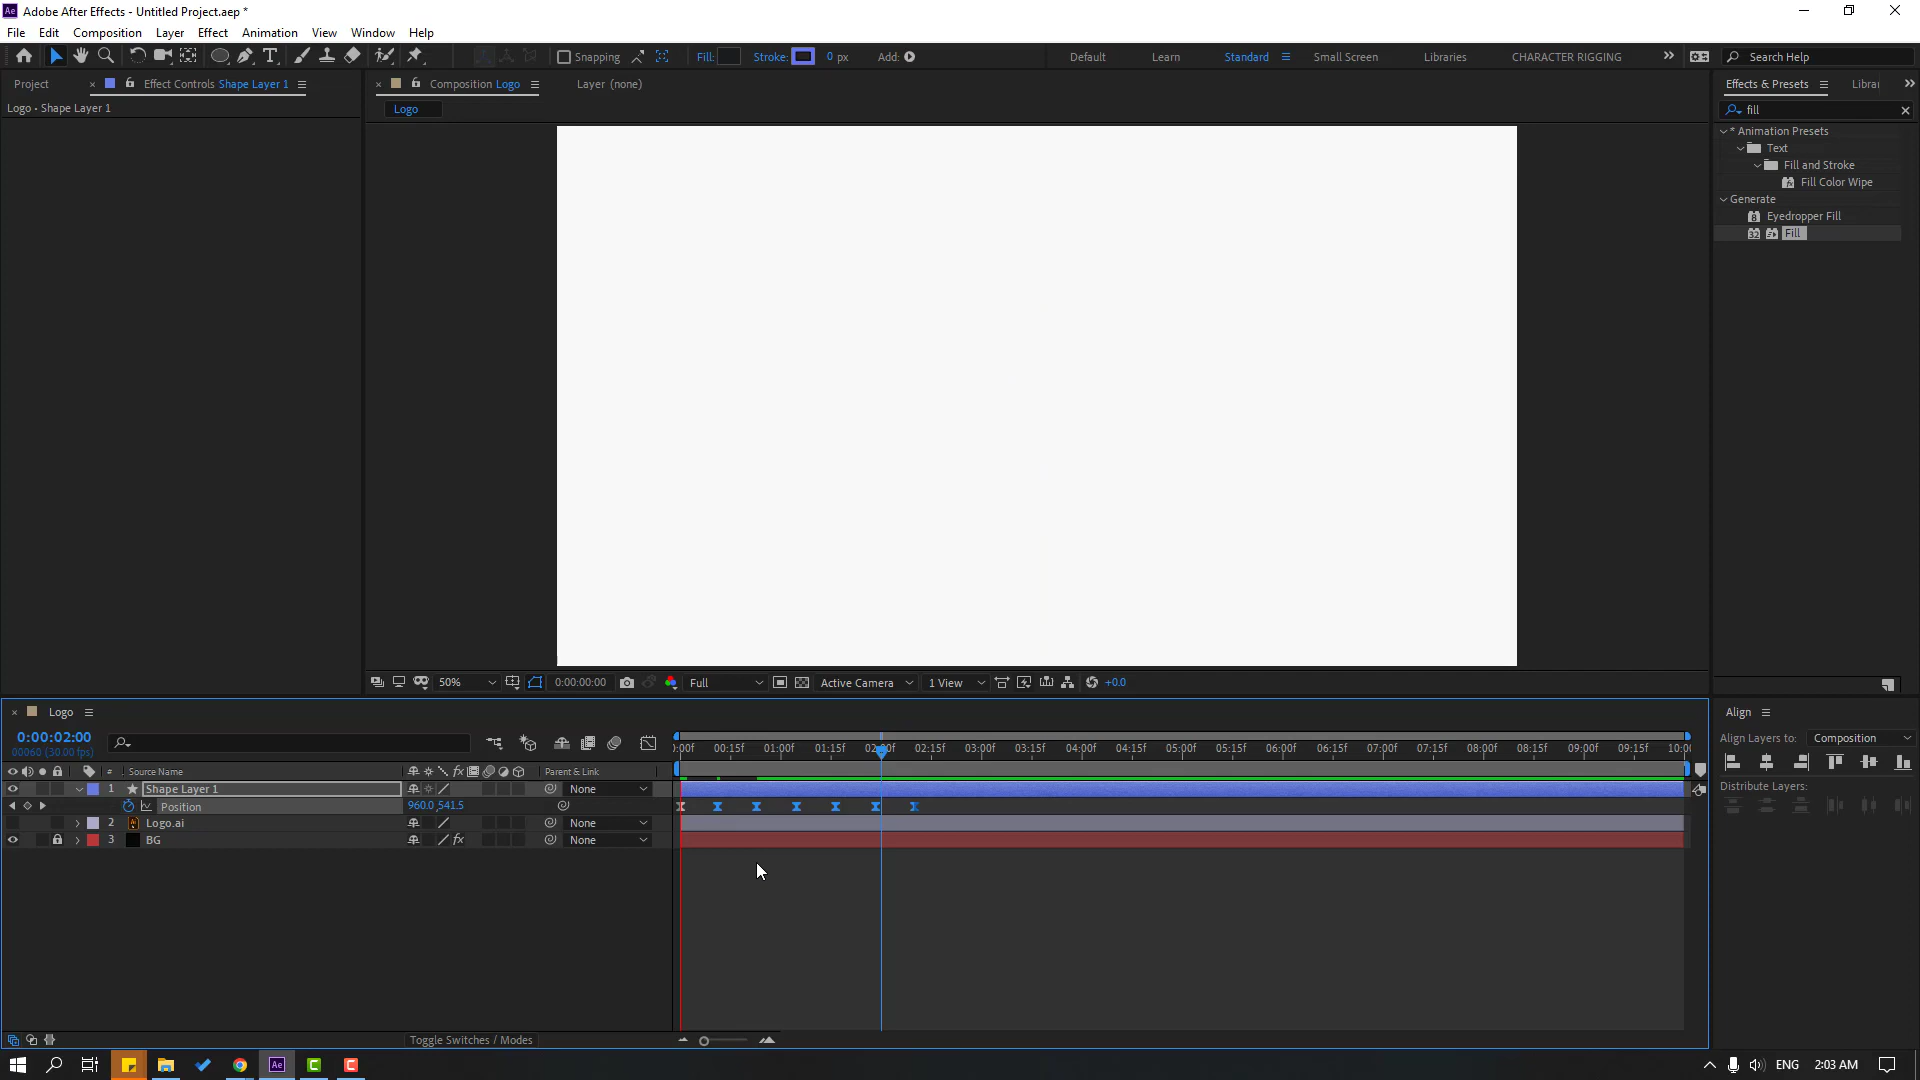 Adobe After Effects - Untitled Project.aep *
File Edit Composition Layer Effect Animation View Window Help
Snapping Fill: Stroke: 0 px Add: Default Learn Standard Small Screen Libraries CHARACTER RIGGING Search Help
Project Effect Controls Shape Layer 1 Composition Logo Layer (none) Effects & Presets
Logo • Shape Layer 1 Logo fill
* Animation Presets
Text
Fill and Stroke
Fill Color Wipe
Generate
Eyedropper Fill
Fill
50% 0:00:00:00 Full Active Camera 1 View +0.0
Logo Align
0:00:02:00 Align Layers to: Composition
00060 (30.00 fps) 00:15f 01:00f 01:15f 02:00f 02:15f 03:00f 03:15f 04:00f 04:15f 05:00f 05:15f 06:00f 06:15f 07:00f 07:15f 08:00f 08:15f 09:00f 09:15f
# Source Name Parent & Link
1 Shape Layer 1 None Distribute Layers:
Position 960.0, 541.5
2 Logo.ai None
3 BG None
Toggle Switches / Modes
ENG 2:03 AM